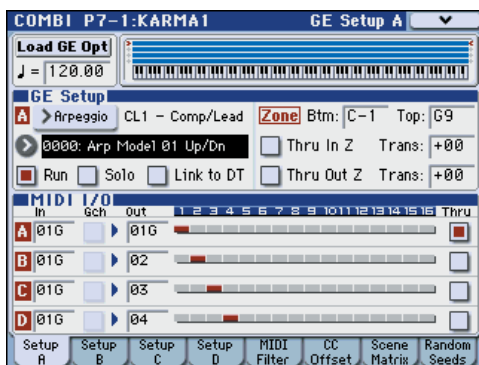 COMBI P7-1:KARMA1 GE Setup A
Load GE Opt
♩= 120.00
GE Setup
A Arpeggio CL1 - Comp/Lead Zone Btm: C-1 Top: G9
0000: Arp Model 01 Up/Dn Thru In Z Trans: +00
Run Solo Link to DT Thru Out Z Trans: +00
MIDI I/O
In Gch Out 1 2 3 4 5 6 7 8 9 10 11 12 13 14 15 16 Thru
A 01G 01G
B 01G 02
C 01G 03
D 01G 04
Setup A Setup B Setup C Setup D MIDI Filter CC Offset Scene Matrix Random Seeds